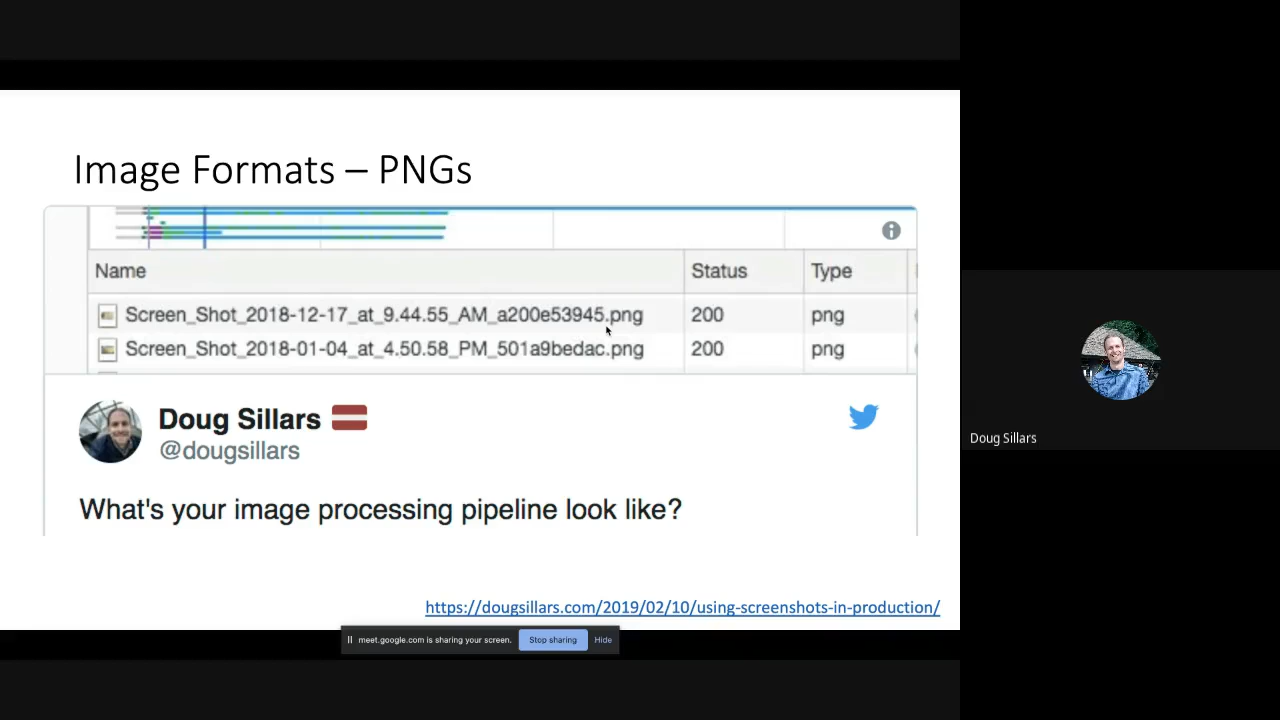 Image Formats – PNGs
Name Status Type
Screen_Shot_2018-12-17_at_9.44.55_AM_a200e53945.png 200 png
Screen_Shot_2018-01-04_at_4.50.58_PM_501a9bedac.png 200 png
Doug Sillars
@dougsillars
What's your image processing pipeline look like?
https://dougsillars.com/2019/02/10/using-screenshots-in-production/
meet.google.com is sharing your screen. Stop sharing Hide
Doug Sillars